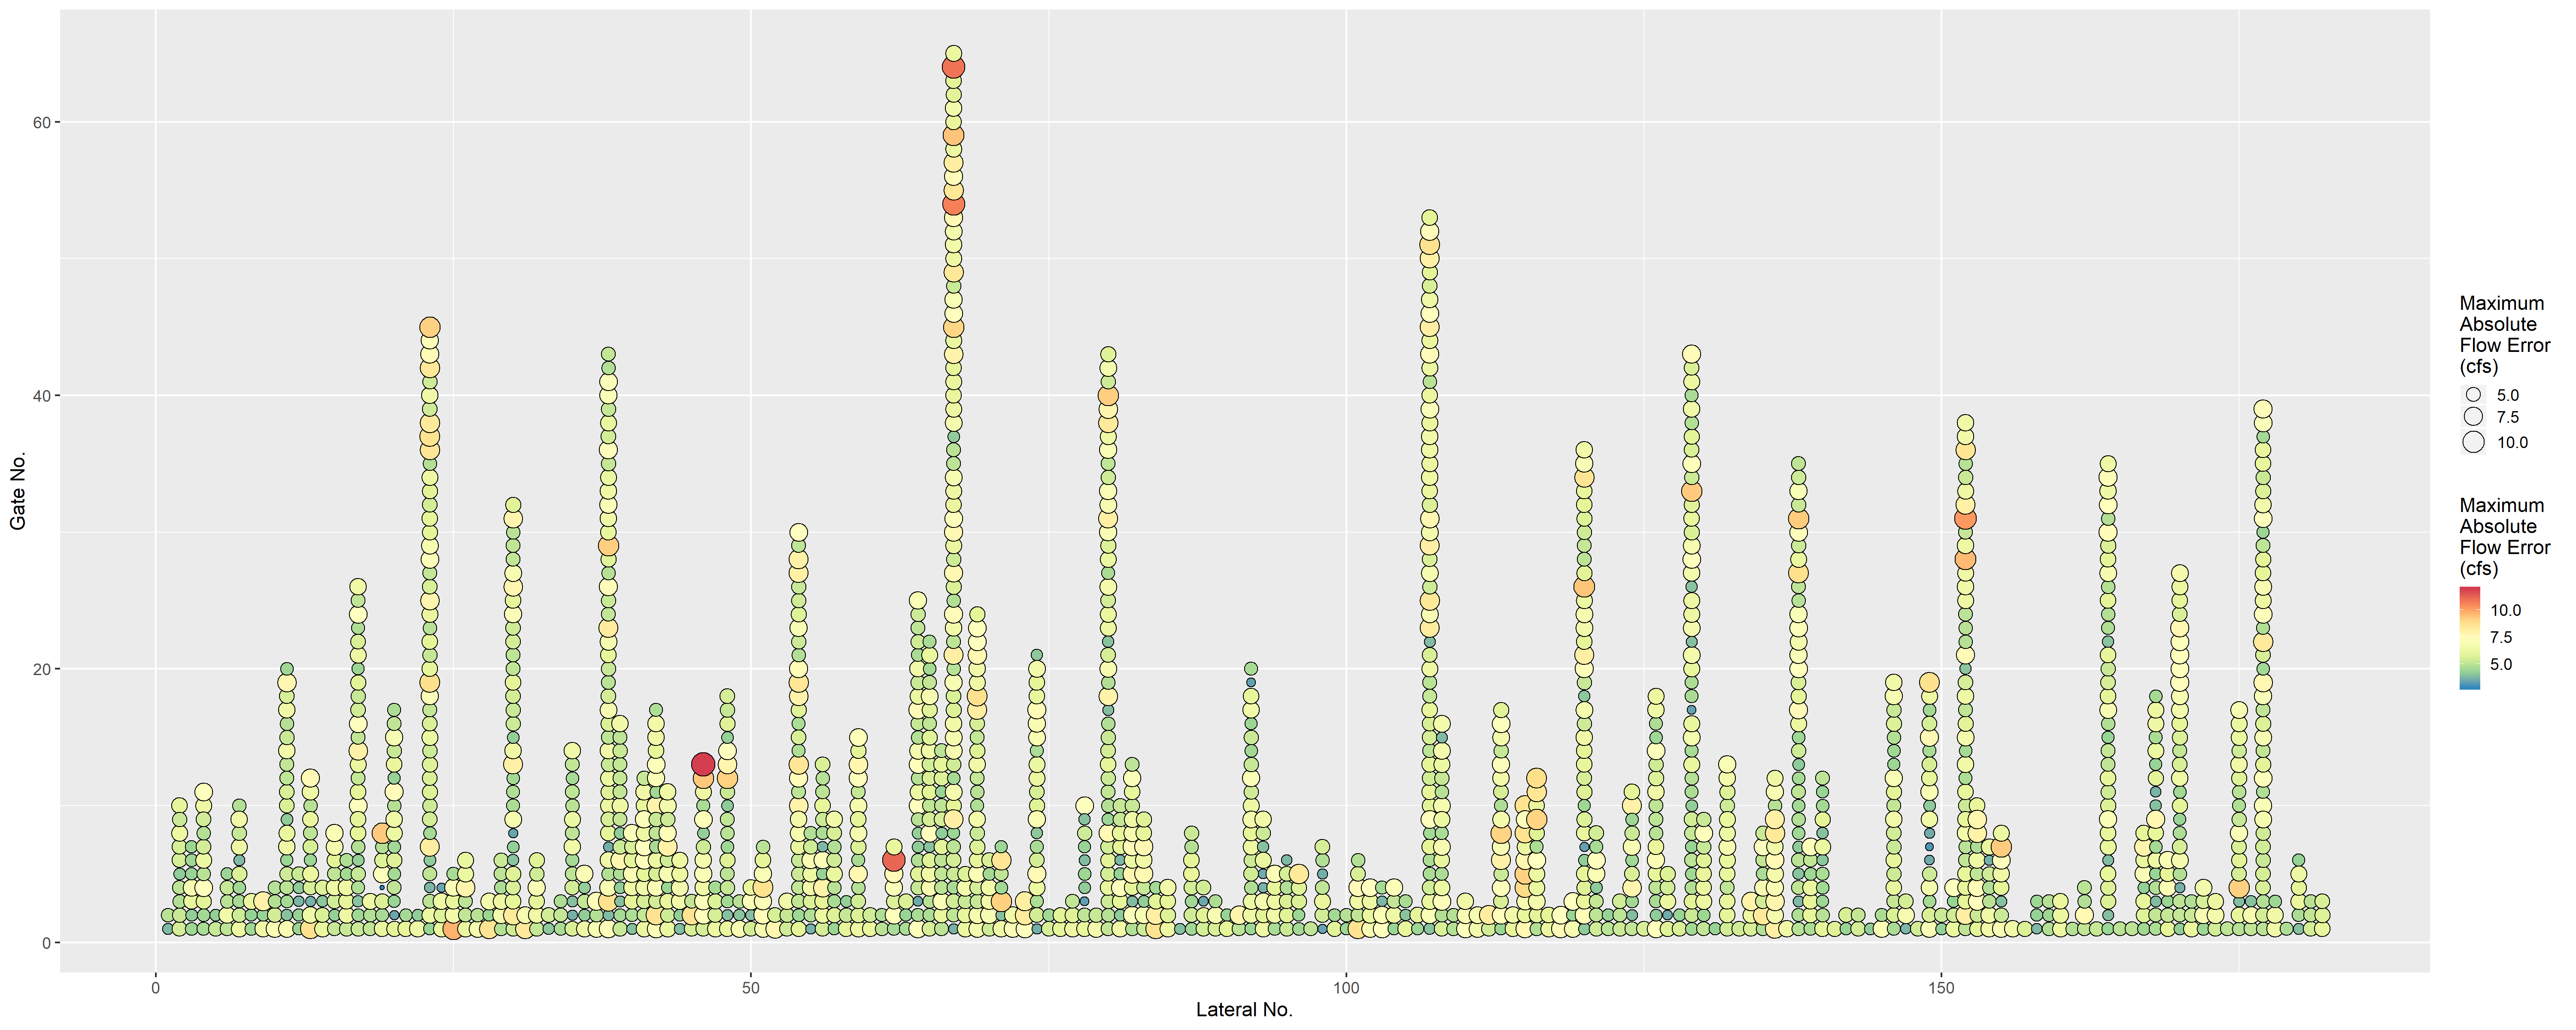 60
40
20
0
Gate No.
0
50
100
150
Lateral No.
Maximum
Absolute
Flow Error
(cfs)
5.0
7.5
10.0
Maximum
Absolute
Flow Error
(cfs)
10.0
7.5
5.0